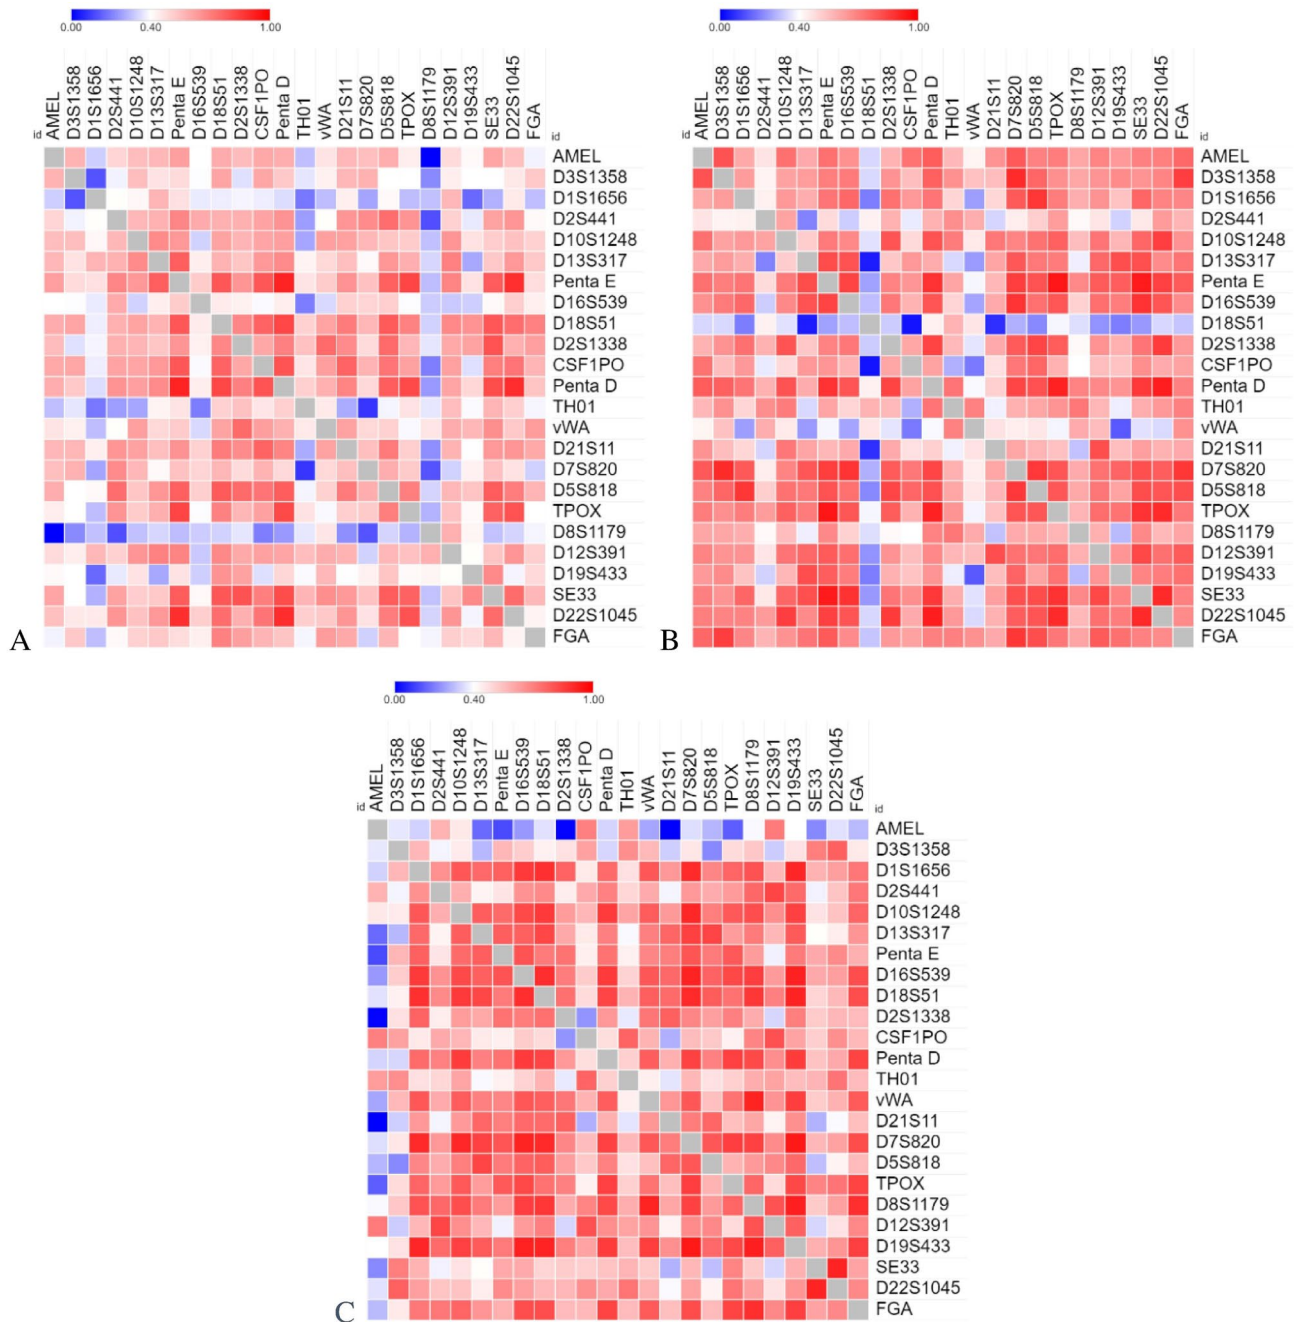 0.00 0.40 1.00
id AMEL D3S1358 D1S1656 D2S441 D10S1248 D13S317 Penta E D16S539 D18S51 D2S1338 CSF1PO Penta D TH01 vWA D21S11 D7S820 D5S818 TPOX D8S1179 D12S391 D19S433 SE33 D22S1045 FGA id
AMEL
D3S1358
D1S1656
D2S441
D10S1248
D13S317
Penta E
D16S539
D18S51
D2S1338
CSF1PO
Penta D
TH01
vWA
D21S11
D7S820
D5S818
TPOX
D8S1179
D12S391
D19S433
SE33
D22S1045
FGA
A
0.00 0.40 1.00
id AMEL D3S1358 D1S1656 D2S441 D10S1248 D13S317 Penta E D16S539 D18S51 D2S1338 CSF1PO Penta D TH01 vWA D21S11 D7S820 D5S818 TPOX D8S1179 D12S391 D19S433 SE33 D22S1045 FGA id
AMEL
D3S1358
D1S1656
D2S441
D10S1248
D13S317
Penta E
D16S539
D18S51
D2S1338
CSF1PO
Penta D
TH01
vWA
D21S11
D7S820
D5S818
TPOX
D8S1179
D12S391
D19S433
SE33
D22S1045
FGA
B
0.00 0.40 1.00
id AMEL D3S1358 D1S1656 D2S441 D10S1248 D13S317 Penta E D16S539 D18S51 D2S1338 CSF1PO Penta D TH01 vWA D21S11 D7S820 D5S818 TPOX D8S1179 D12S391 D19S433 SE33 D22S1045 FGA id
AMEL
D3S1358
D1S1656
D2S441
D10S1248
D13S317
Penta E
D16S539
D18S51
D2S1338
CSF1PO
Penta D
TH01
vWA
D21S11
D7S820
D5S818
TPOX
D8S1179
D12S391
D19S433
SE33
D22S1045
FGA
C